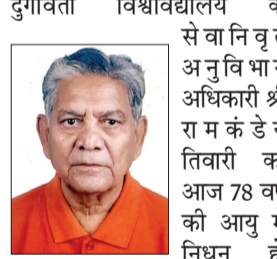 दुर्गावती विश्वविद्यालय
से वा नि वृ
अ नु वि भा
अधिकारी
रा म कं डे
तिवारी
आज 78
की आयु
निधन